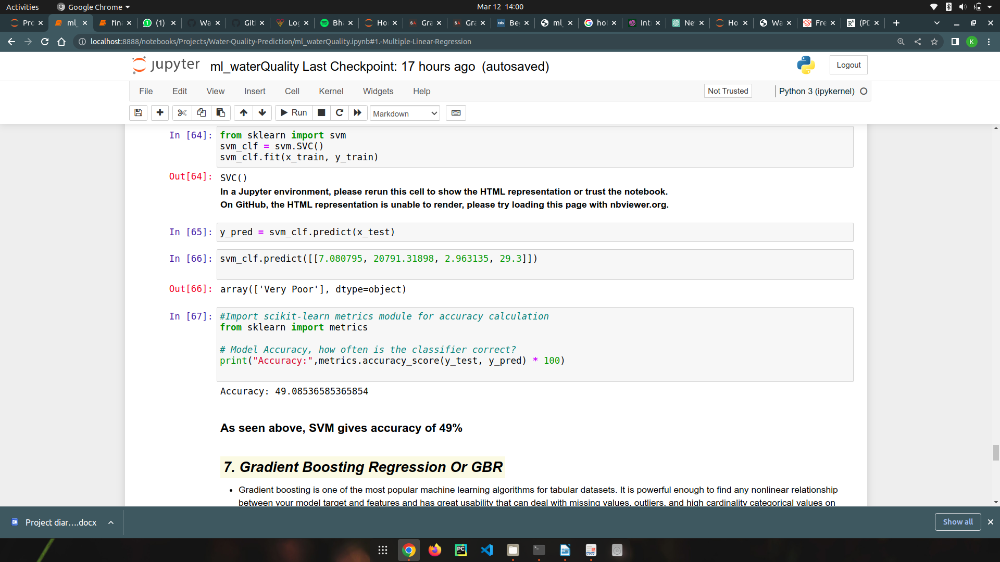 Activities
Google Chrome
Mar 12 14:00
Pro
ml_
fin
(1)
Wa
Git
Log
Bha
Ho
Gra
Gra
Be
ml_
hol
Int
Ne
Ho
Wa
Fre
(PD
localhost:8888/notebooks/Projects/Water-Quality-Prediction/ml_waterQuality.ipynb#1.-Multiple-Linear-Regression
K
jupyter
ml_waterQuality Last Checkpoint: 17 hours ago (autosaved)
Logout
File Edit View Insert Cell Kernel Widgets Help
Not Trusted
Python 3 (ipykernel)
Run
Markdown
In [64]:
from sklearn import svm
svm_clf = svm.SVC()
svm_clf.fit(x_train, y_train)
Out[64]:
SVC()
In a Jupyter environment, please rerun this cell to show the HTML representation or trust the notebook.
On GitHub, the HTML representation is unable to render, please try loading this page with nbviewer.org.
In [65]:
y_pred = svm_clf.predict(x_test)
In [66]:
svm_clf.predict([[7.080795, 20791.31898, 2.963135, 29.3]])
Out[66]:
array(['Very Poor'], dtype=object)
In [67]:
#Import scikit-learn metrics module for accuracy calculation
from sklearn import metrics
# Model Accuracy, how often is the classifier correct?
print("Accuracy:",metrics.accuracy_score(y_test, y_pred) * 100)
Accuracy: 49.08536585365854
As seen above, SVM gives accuracy of 49%
7. Gradient Boosting Regression Or GBR
• Gradient boosting is one of the most popular machine learning algorithms for tabular datasets. It is powerful enough to find any nonlinear relationship
between your model target and features and has great usability that can deal with missing values, outliers, and high cardinality categorical values on
Project diar….docx
Show all